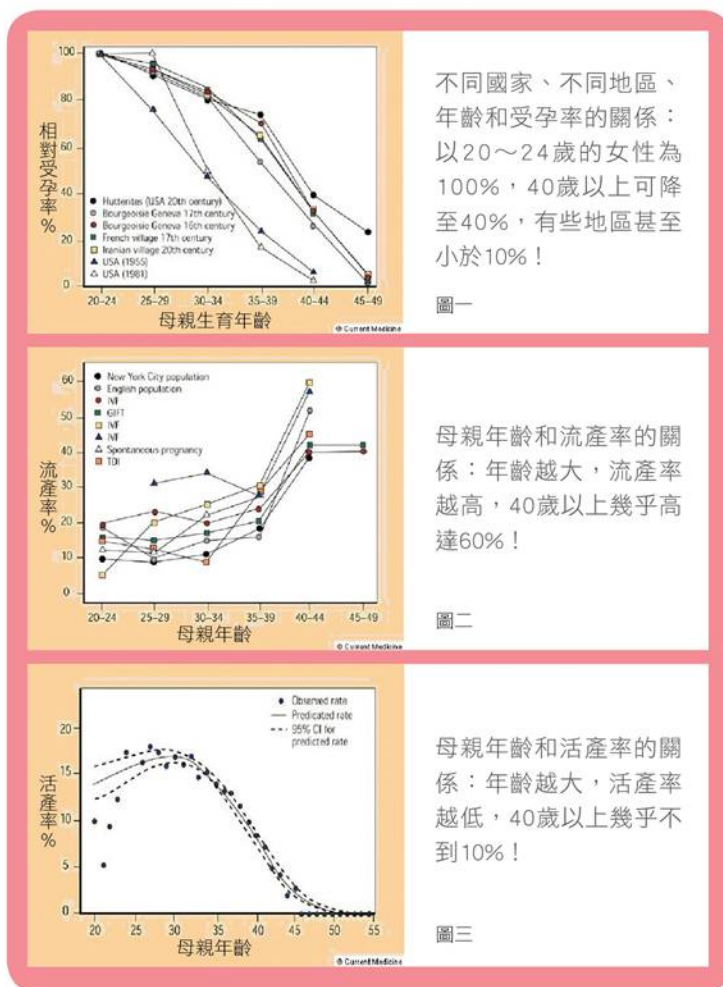 100
80
60
40
20
0
相對受孕率%
Hutterites (USA 20th century)
Bourgeoisie Geneva 17th century
Bourgeoisie Geneva 16th century
French village 17th century
Iranian village 20th century
USA (1955)
USA (1981)
20–24 25–29 30–34 35–39 40–44 45–49
母親生育年齡
© Current Medicine
不同國家、不同地區、
年齡和受孕率的關係：
以20～24歲的女性為
100%，40歲以上可降
至40%，有些地區甚至
小於10%！
圖一
60
50
40
30
20
10
0
流產率%
New York City population
English population
IVF
GIFT
IVF
IVF
Spontaneous pregnancy
TDI
20–24 25–29 30–34 35–39 40–44 45–49
母親年齡
© Current Medicine
母親年齡和流產率的關
係：年齡越大，流產率
越高，40歲以上幾乎高
達60%！
圖二
20
15
10
5
0
活產率%
Observed rate
Predicated rate
95% CI for
predicted rate
20 25 30 35 40 45 50 55
母親年齡
© Current Medicine
母親年齡和活產率的關
係：年齡越大，活產率
越低，40歲以上幾乎不
到10%！
圖三